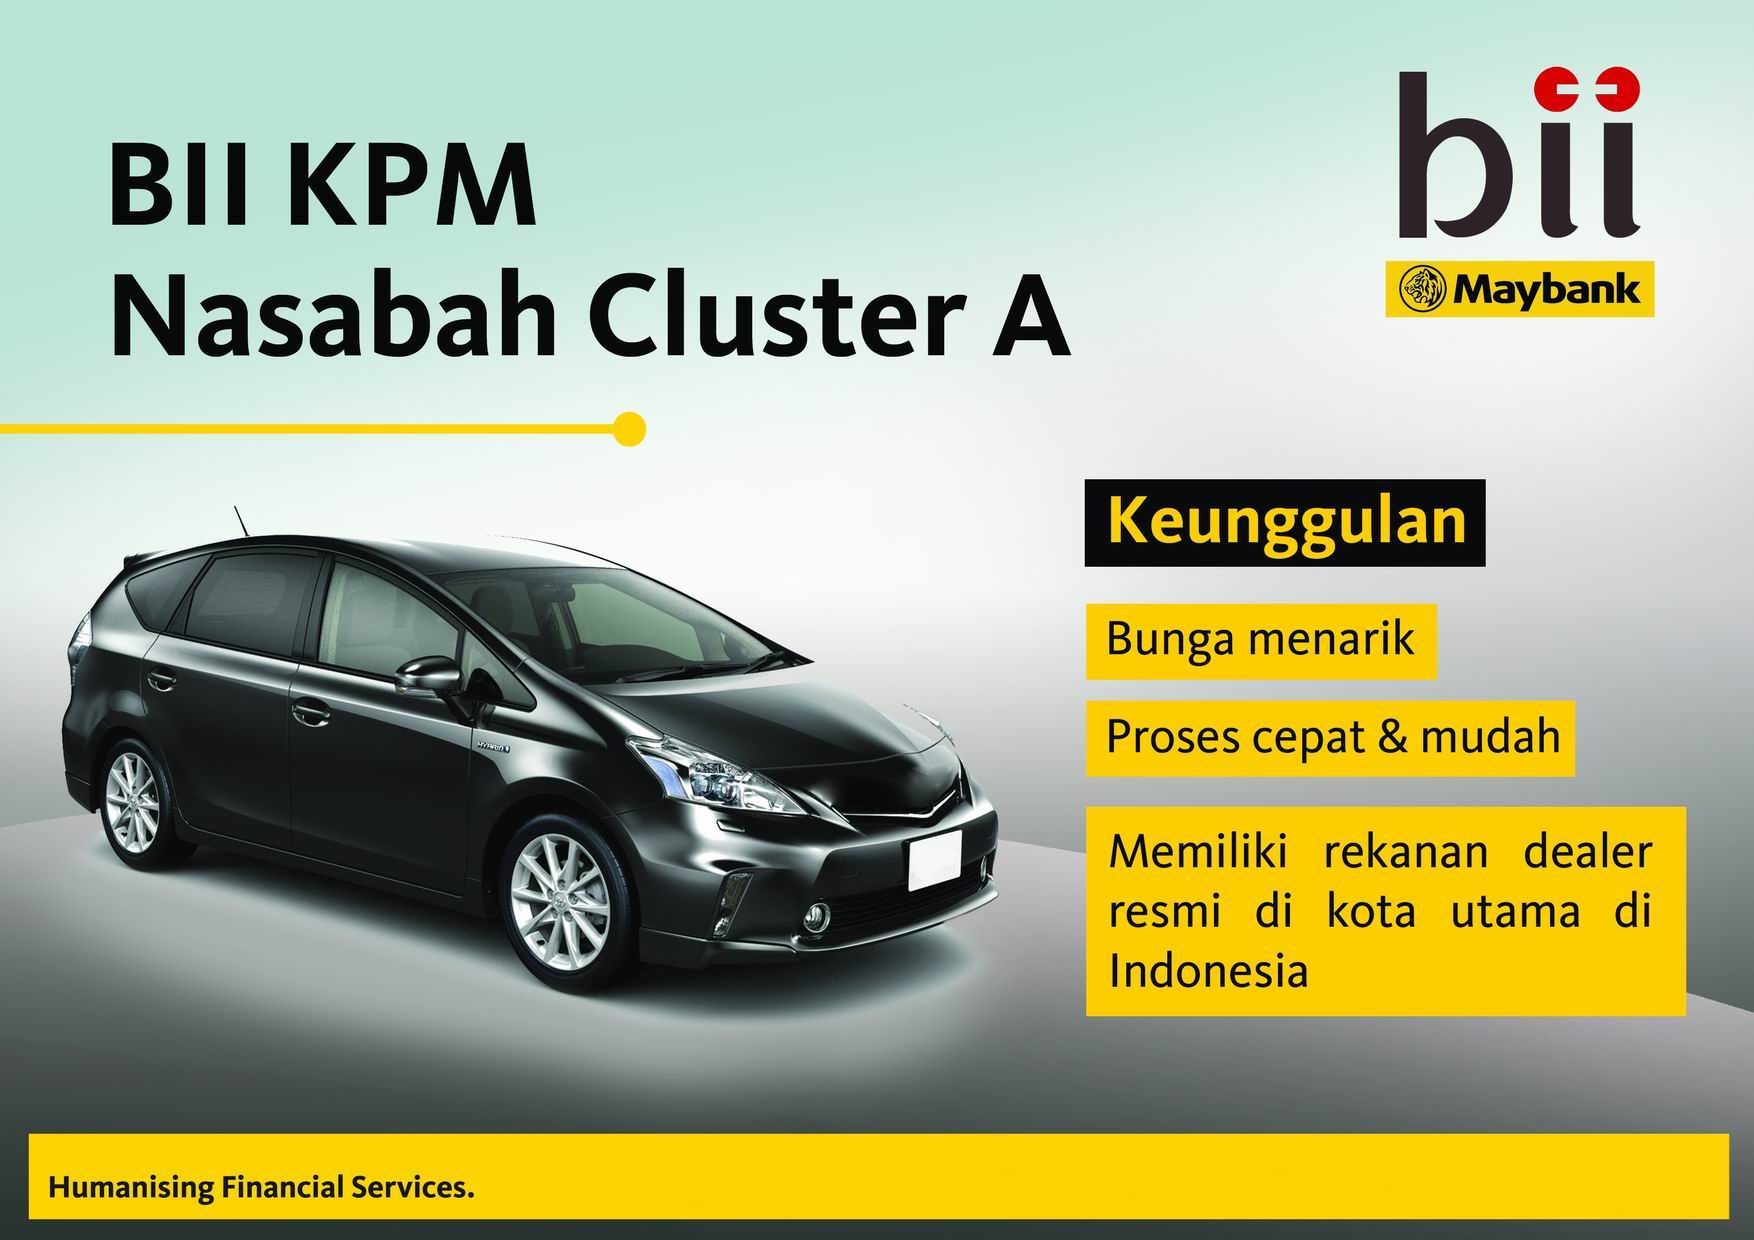 BII KPM
Nasabah Cluster A
bii
Maybank
Keunggulan
Bunga menarik
Proses cepat & mudah
Memiliki rekanan dealer
resmi di kota utama di
Indonesia
HYBRID
Humanising Financial Services.